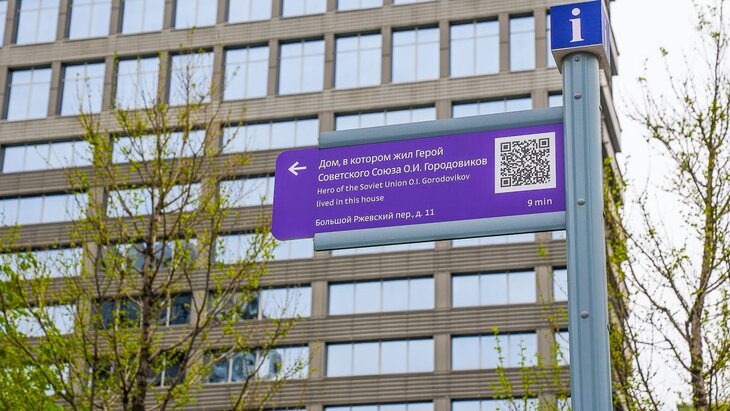 i
Дом, в котором жил Герой
Советского Союза О.И. Городовиков
Hero of the Soviet Union O.I. Gorodovikov
lived in this house
Большой Ржевский пер., д. 11
9 min